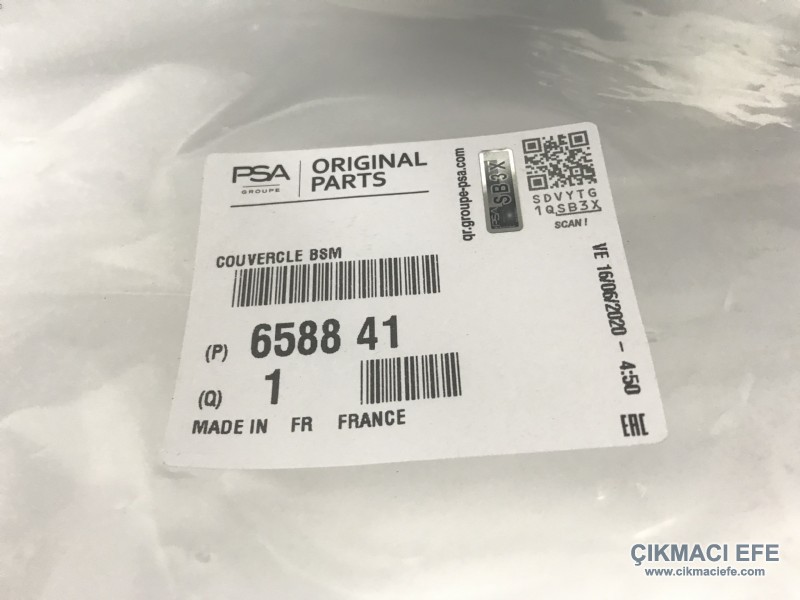 PSA
GROUPE
ORIGINAL
PARTS
qr.groupe-psa.com
PSA
SB3X
SDVYTG
1QSB3X
SCAN!
COUVERCLE BSM
(P) 6588 41
(Q) 1
MADE IN FR FRANCE
VE 16/06/2020 - 4:50
EAC
ÇIKMACI EFE
www.cikmaciefe.com